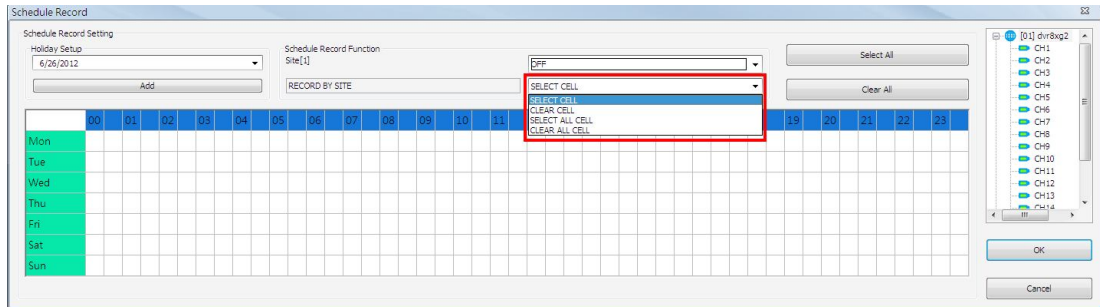 Schedule Record
Schedule Record Setting
Holiday Setup
6/26/2012
Add
Schedule Record Function
Site[1]
OFF
RECORD BY SITE
SELECT CELL
SELECT CELL
CLEAR CELL
SELECT ALL CELL
CLEAR ALL CELL
Select All
Clear All
00 01 02 03 04 05 06 07 08 09 10 11 19 20 21 22 23
Mon
Tue
Wed
Thu
Fri
Sat
Sun
[01] dvr8xg2
CH1
CH2
CH3
CH4
CH5
CH6
CH7
CH8
CH9
CH10
CH11
CH12
CH13
CH14
OK
Cancel